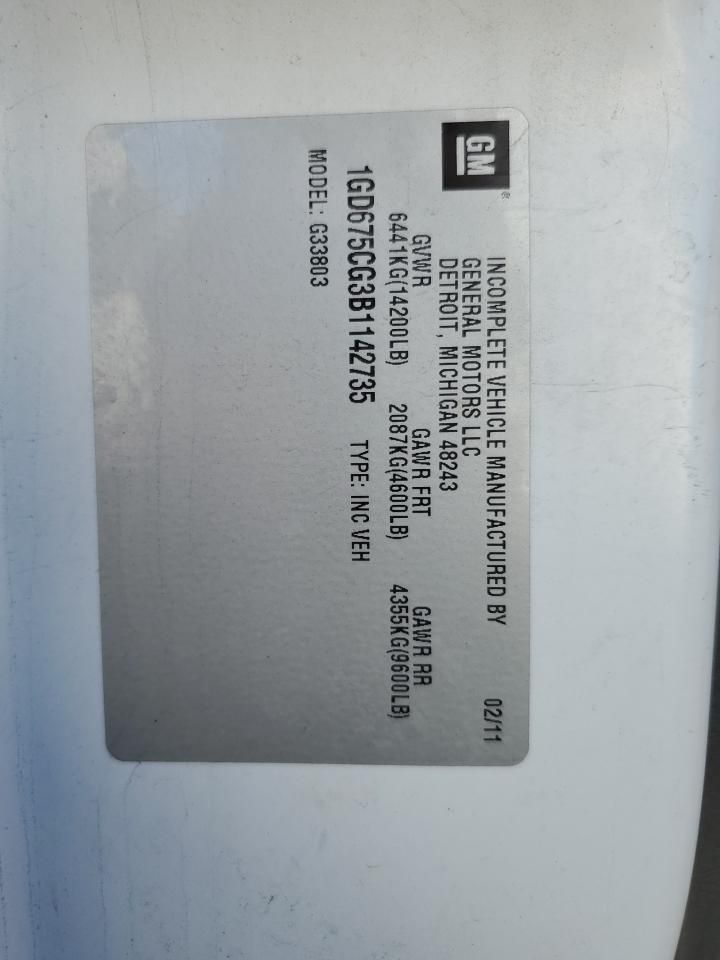 GM®
INCOMPLETE VEHICLE MANUFACTURED BY 02/11
GENERAL MOTORS LLC
DETROIT, MICHIGAN 48243
GVWR GAWR FRT GAWR RR
6441KG(14200LB) 2087KG(4600LB) 4355KG(9600LB)
1GD675CG3B1142735 TYPE: INC VEH
MODEL: G33803